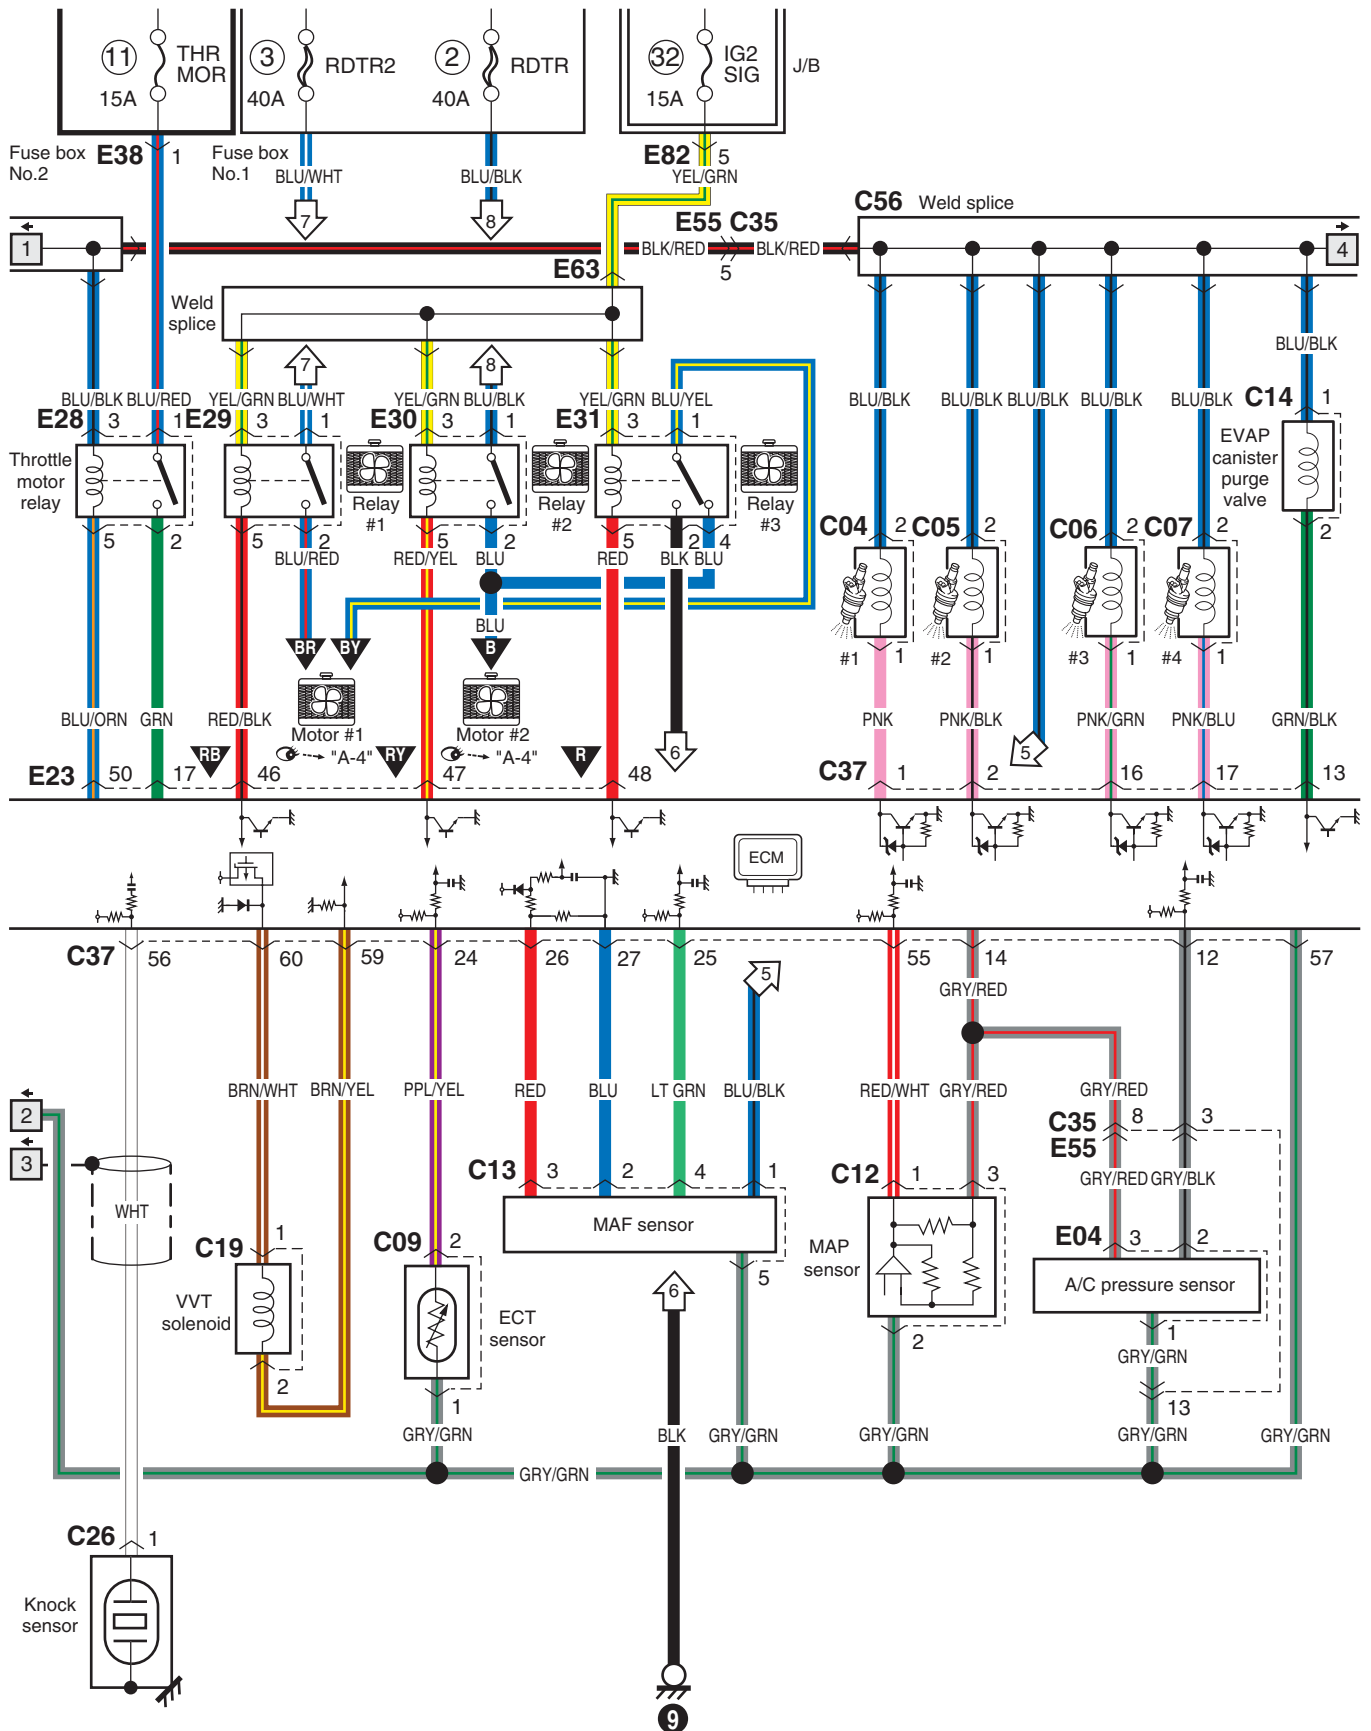 11 THR MOR 15A
3 RDTR2 40A
2 RDTR 40A
32 IG2 SIG 15A
J/B
Fuse box No.2
E38 1
Fuse box No.1
BLU/WHT
BLU/BLK
E82 5
YEL/GRN
7
8
C56 Weld splice
1
E55 C35
BLK/RED
BLK/RED
5
4
E63
Weld splice
7
8
BLU/BLK
BLU/BLK BLU/RED YEL/GRN BLU/WHT YEL/GRN BLU/BLK YEL/GRN BLU/YEL
BLU/BLK BLU/BLK BLU/BLK BLU/BLK BLU/BLK
E28 3 1 E29 3 1 E30 3 1 E31 3 1
C14 1
Throttle motor relay
Relay #1
Relay #2
Relay #3
EVAP canister purge valve
2
5 2 5 2 5 2 5 2 4
BLU/RED RED/YEL BLU RED BLK BLU
C04 2 C05 2 C06 2 C07 2
BLU
#1 1 #2 1 #3 1 #4 1
BR BY B
Motor #1
"A-4"
Motor #2
"A-4"
BLU/ORN GRN RED/BLK
PNK PNK/BLK PNK/GRN PNK/BLU GRN/BLK
RB RY R 6 5
E23 50 17 46 47 48
C37 1 2 16 17 13
ECM
C37 56 60 59 24 26 27 25 5 55 14 12 57
GRY/RED
BRN/WHT BRN/YEL PPL/YEL RED BLU LT GRN BLU/BLK RED/WHT GRY/RED GRY/RED
2
C35 8 3
E55
3
WHT
C13 3 2 4 1
C12 1 3
GRY/RED GRY/BLK
MAF sensor
5
C19 1
C09 2
E04 3 2
MAP sensor
2
A/C pressure sensor
1
VVT solenoid
2
ECT sensor
1
6
GRY/GRN
13
GRY/GRN BLK GRY/GRN GRY/GRN GRY/GRN GRY/GRN
GRY/GRN
C26 1
Knock sensor
9